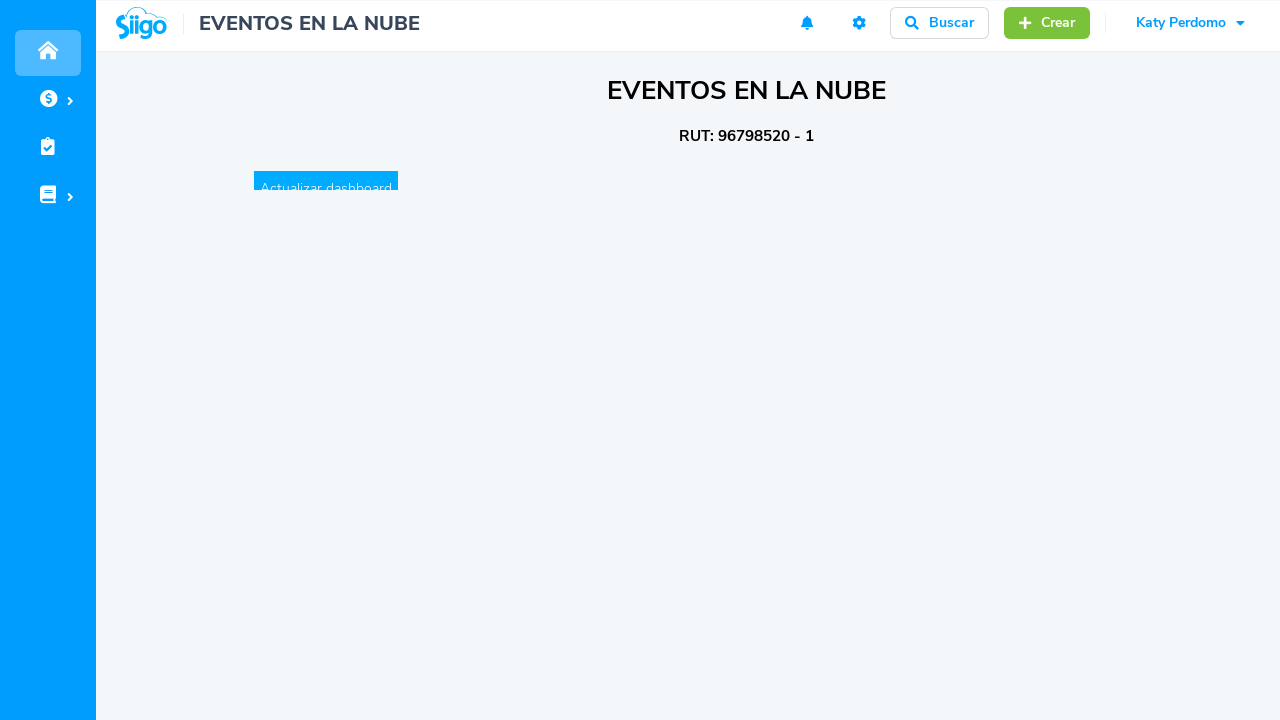 Siigo
EVENTOS EN LA NUBE
Buscar
Crear
Katy Perdomo
EVENTOS EN LA NUBE
RUT: 96798520 - 1
Actualizar dashboard